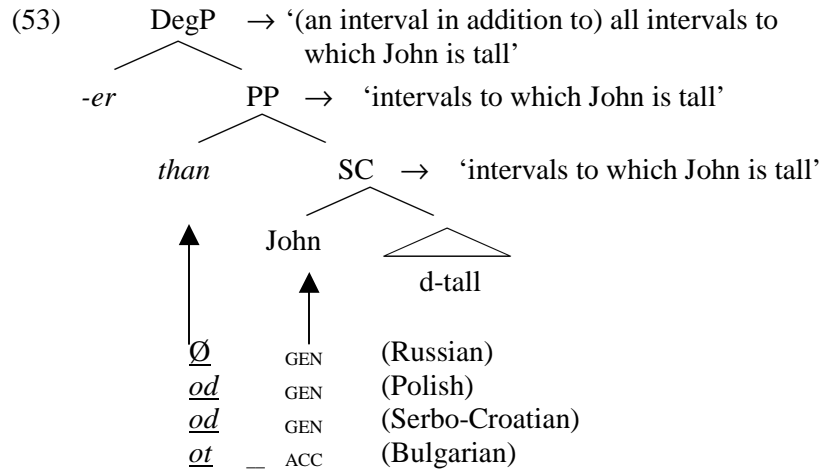 (53) DegP → ‘(an interval in addition to) all intervals to
which John is tall’
-er PP → ‘intervals to which John is tall’
than SC → ‘intervals to which John is tall’
John
d-tall
Ø GEN (Russian)
od GEN (Polish)
od GEN (Serbo-Croatian)
ot _ ACC (Bulgarian)